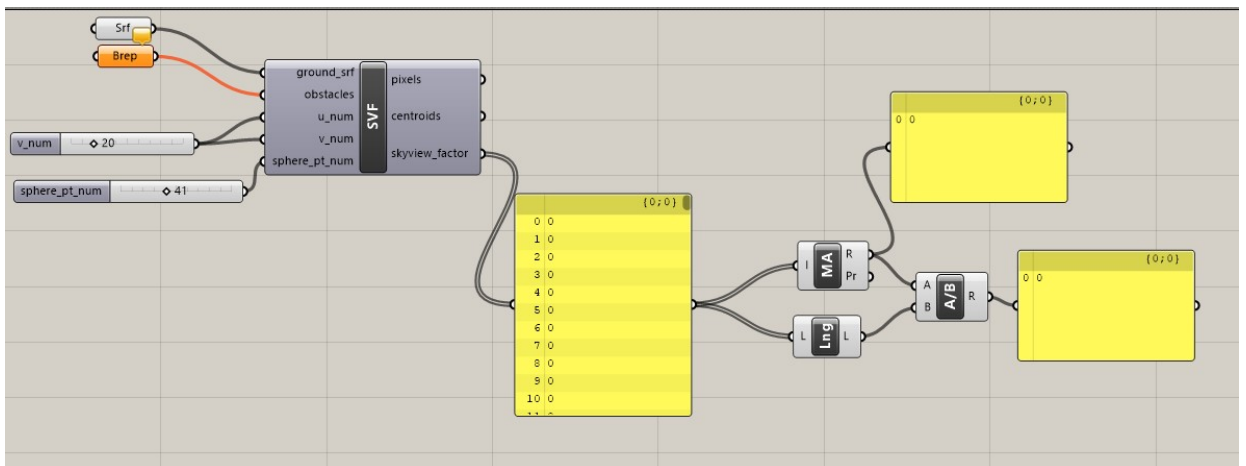 Srf
Brep
ground_srf
obstacles
u_num
v_num
sphere_pt_num
SVF
pixels
centroids
skyview_factor
v_num 20
sphere_pt_num 41
{0;0}
0 0
1 0
2 0
3 0
4 0
5 0
6 0
7 0
8 0
9 0
10 0
11 0
I MA R
Pr
L Lng L
{0;0}
0 0
A
B
A/B R
{0;0}
0 0